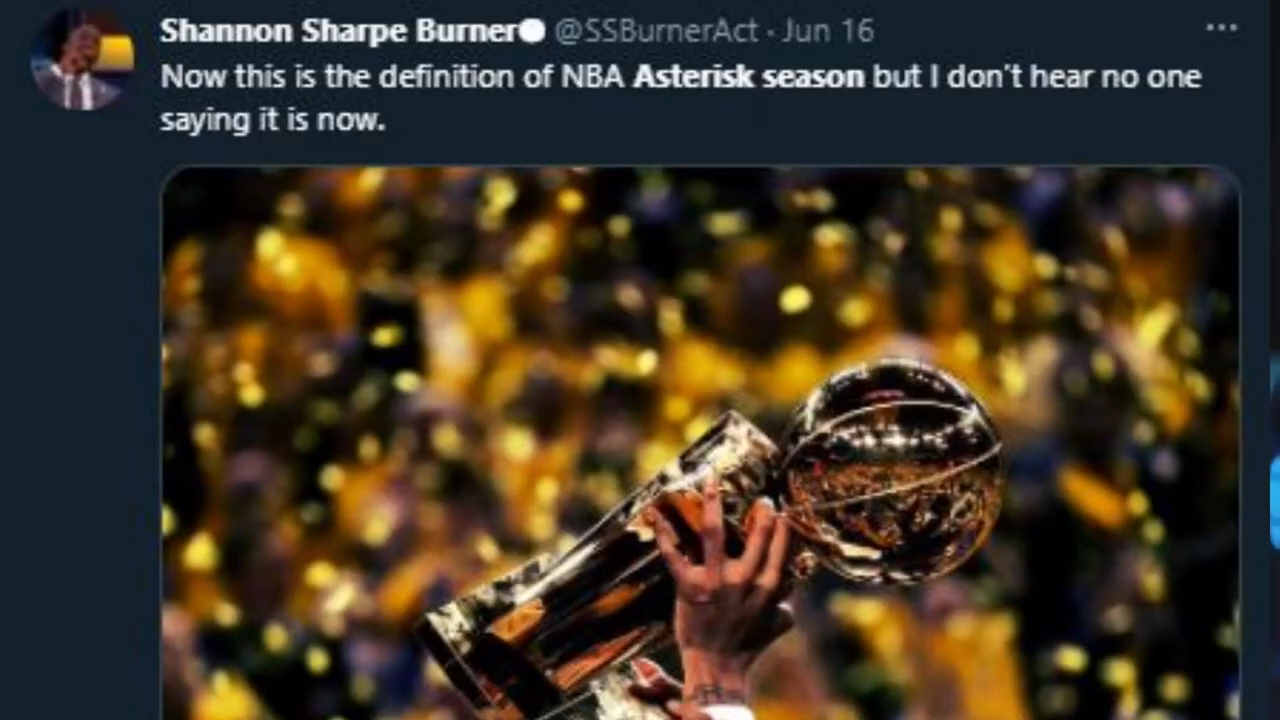 Shannon Sharpe Burner @SSBurnerAct · Jun 16
Now this is the definition of NBA Asterisk season but I don't hear no one
saying it is now.